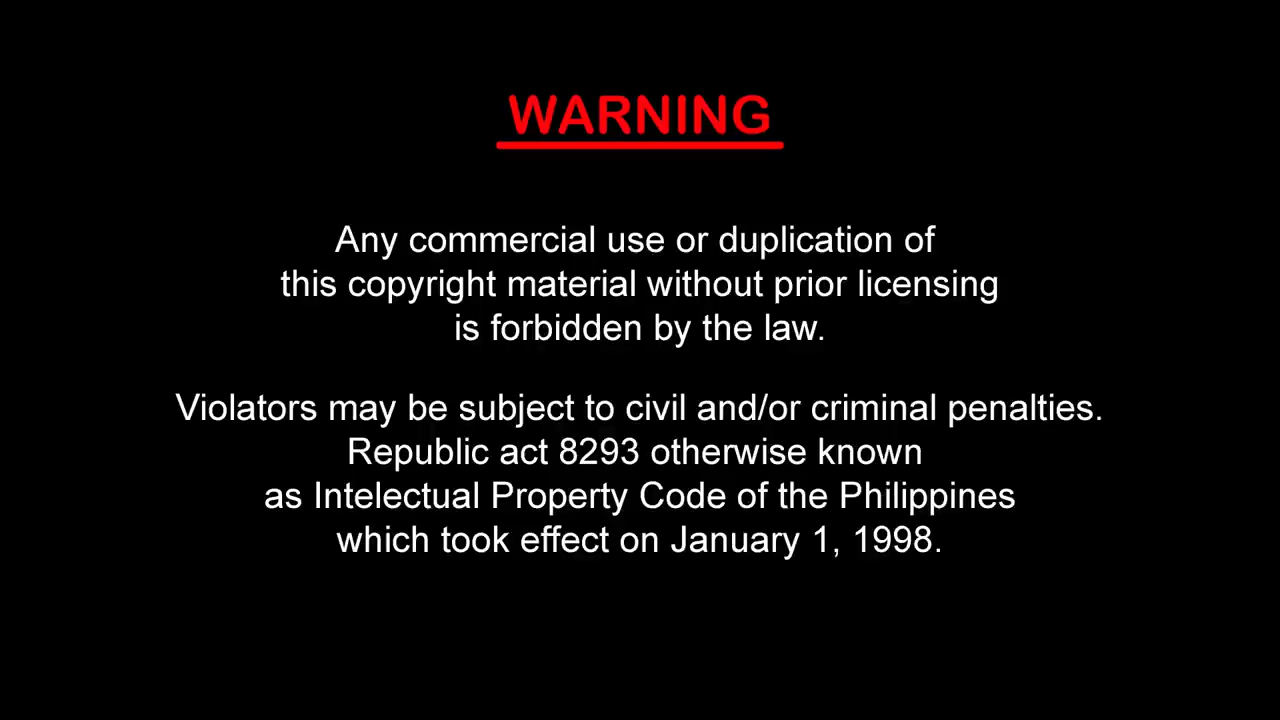 WARNING
Any commercial use or duplication of
this copyright material without prior licensing
is forbidden by the law.
Violators may be subject to civil and/or criminal penalties.
Republic act 8293 otherwise known
as Intelectual Property Code of the Philippines
which took effect on January 1, 1998.